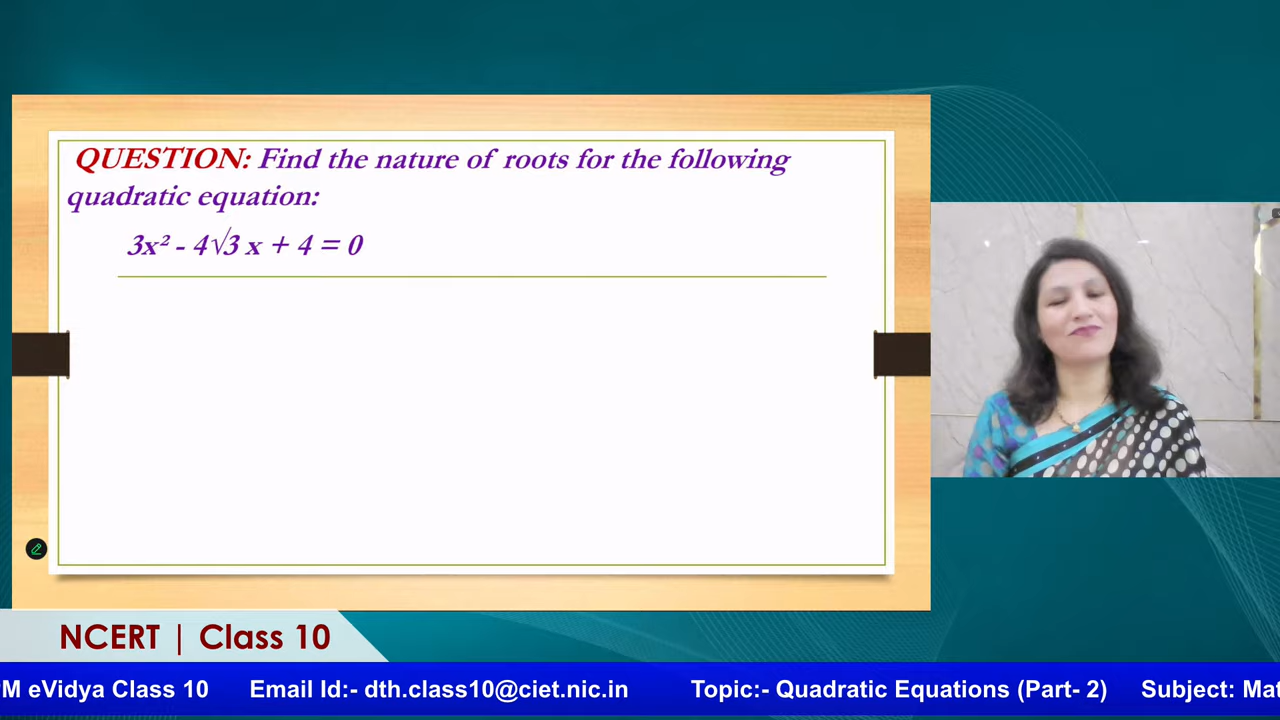 QUESTION: Find the nature of roots for the following
quadratic equation:
3x² - 4√3 x + 4 = 0
NCERT | Class 10
PM eVidya Class 10 Email Id:- dth.class10@ciet.nic.in Topic:- Quadratic Equations (Part- 2) Subject: Mat